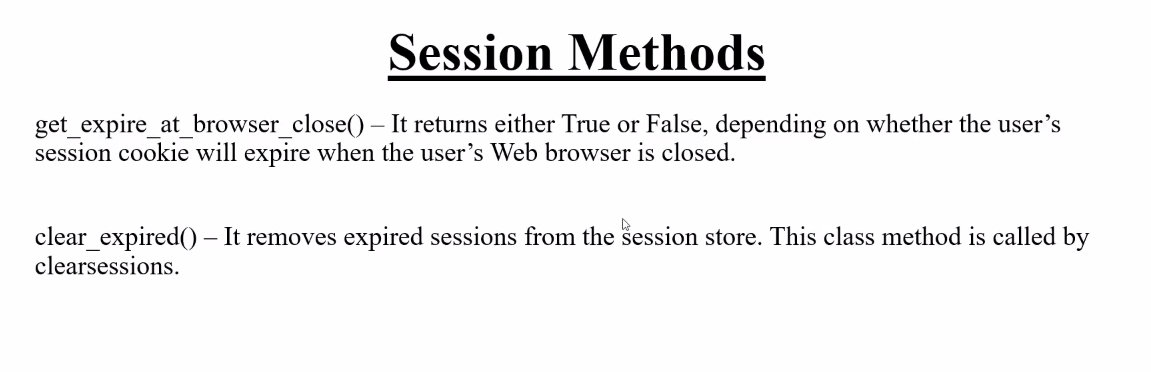 Session Methods
get_expire_at_browser_close() – It returns either True or False, depending on whether the user’s
session cookie will expire when the user’s Web browser is closed.
clear_expired() – It removes expired sessions from the session store. This class method is called by
clearsessions.